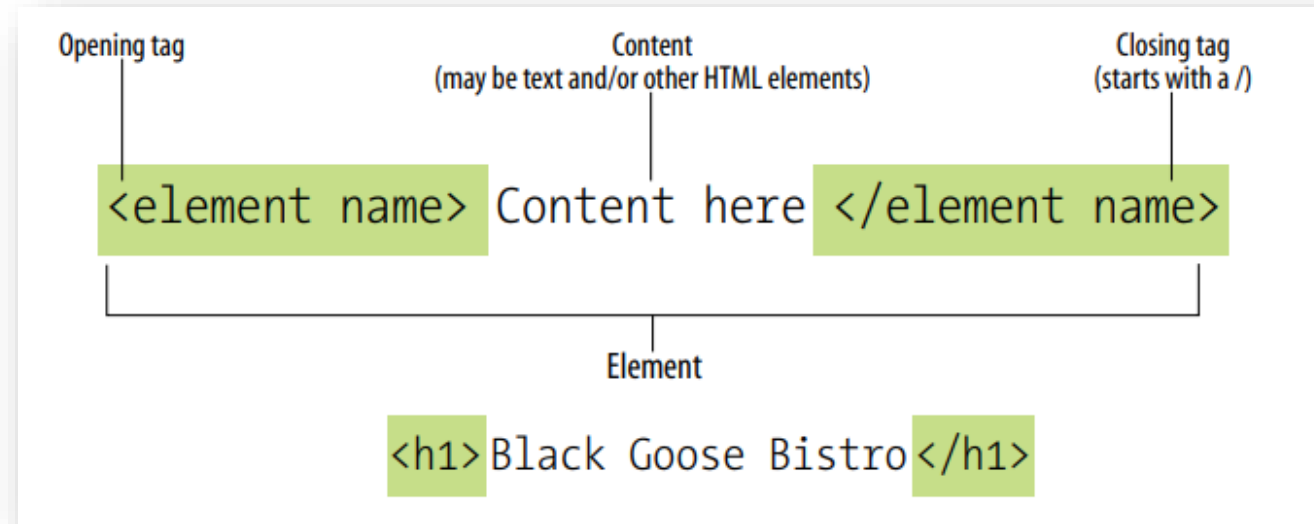 Opening tag
Content
(may be text and/or other HTML elements)
Closing tag
(starts with a /)
<element name> Content here </element name>
Element
<h1>Black Goose Bistro</h1>